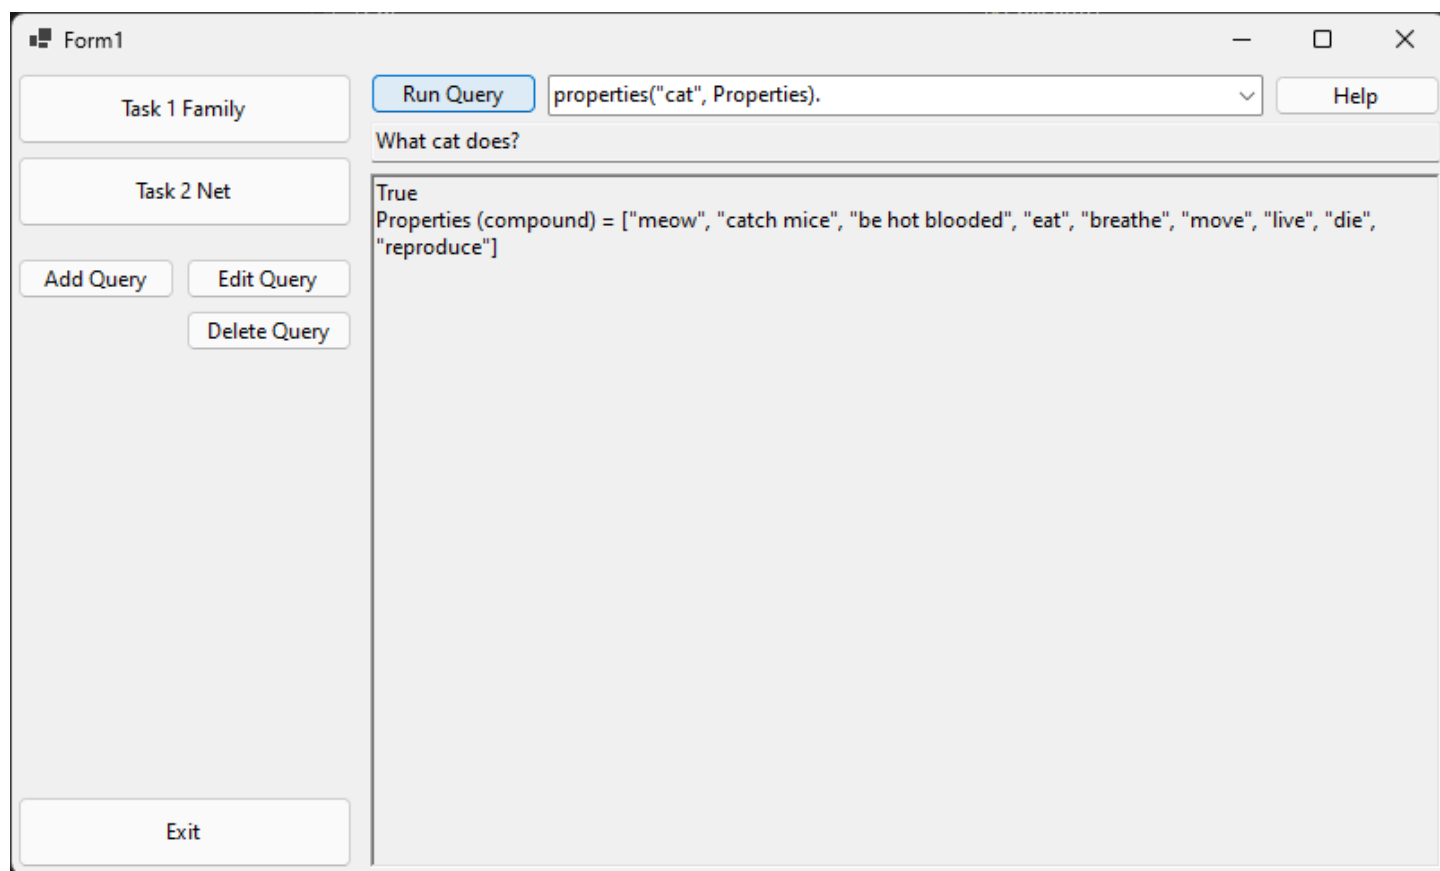 Form1
Task 1 Family
Run Query
properties("cat", Properties).
Help
What cat does?
Task 2 Net
True
Properties (compound) = ["meow", "catch mice", "be hot blooded", "eat", "breathe", "move", "live", "die",
"reproduce"]
Add Query
Edit Query
Delete Query
Exit